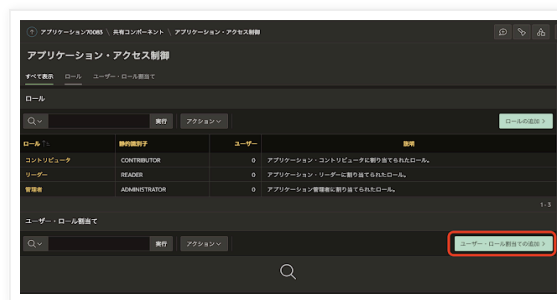 アプリケーション70085 \ 共有コンポーネント \ アプリケーション・アクセス制御
アプリケーション・アクセス制御
すべて表示 ロール ユーザー・ロール割当て
ロール
実行 アクション ロールの追加 >
ロール 静的識別子 ユーザー 説明
コントリビュータ CONTRIBUTOR 0 アプリケーション・コントリビュータに割り当てられたロール。
リーダー READER 0 アプリケーション・リーダーに割り当てられたロール。
管理者 ADMINISTRATOR 0 アプリケーション管理者に割り当てられたロール。
1 - 3
ユーザー・ロール割当て
実行 アクション ユーザー・ロール割当ての追加 >